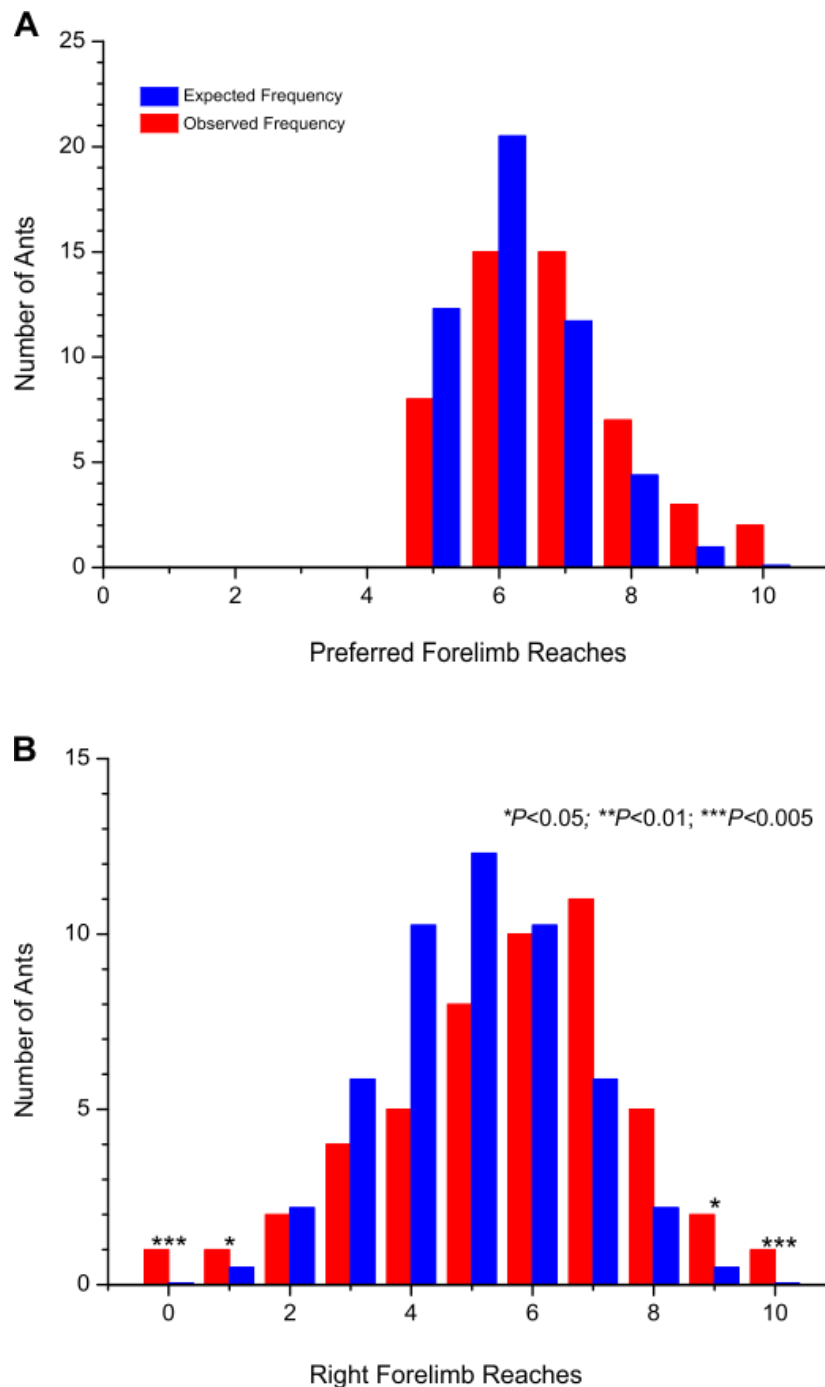 A
25
20
15
10
5
0
Number of Ants
Expected Frequency
Observed Frequency
0 2 4 6 8 10
Preferred Forelimb Reaches
B
15
10
5
0
Number of Ants
*P<0.05; **P<0.01; ***P<0.005
*** * * ***
0 2 4 6 8 10
Right Forelimb Reaches